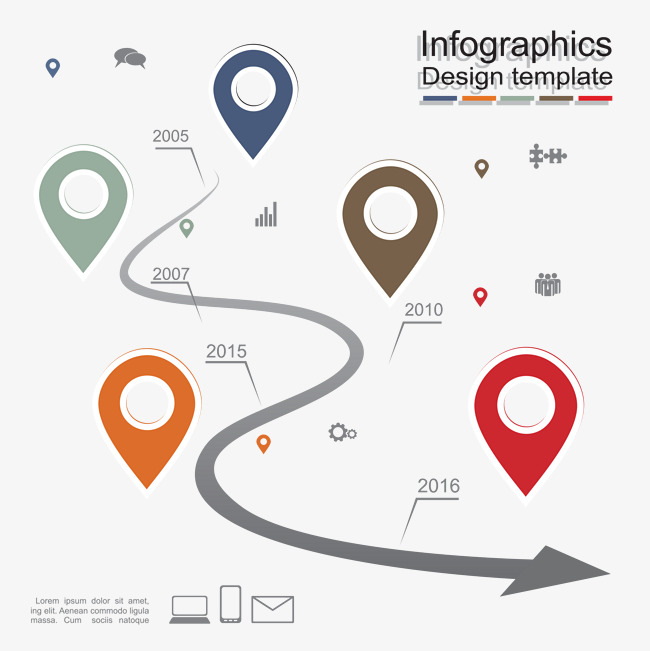 Infographics
Design template
2005
2007
2010
2015
2016
Lorem ipsum dolor sit amet,
ing elit. Aenean commodo ligula
massa. Cum sociis natoque